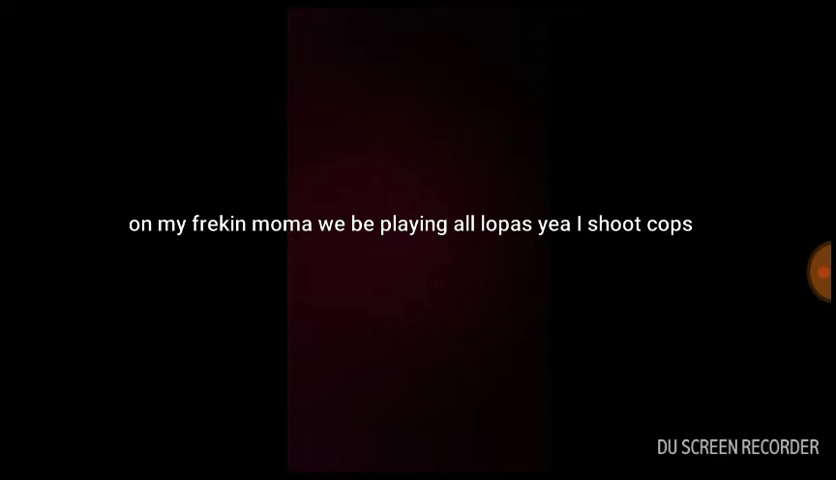 on my frekin moma we be playing all lopas yea I shoot cops
DU SCREEN RECORDER